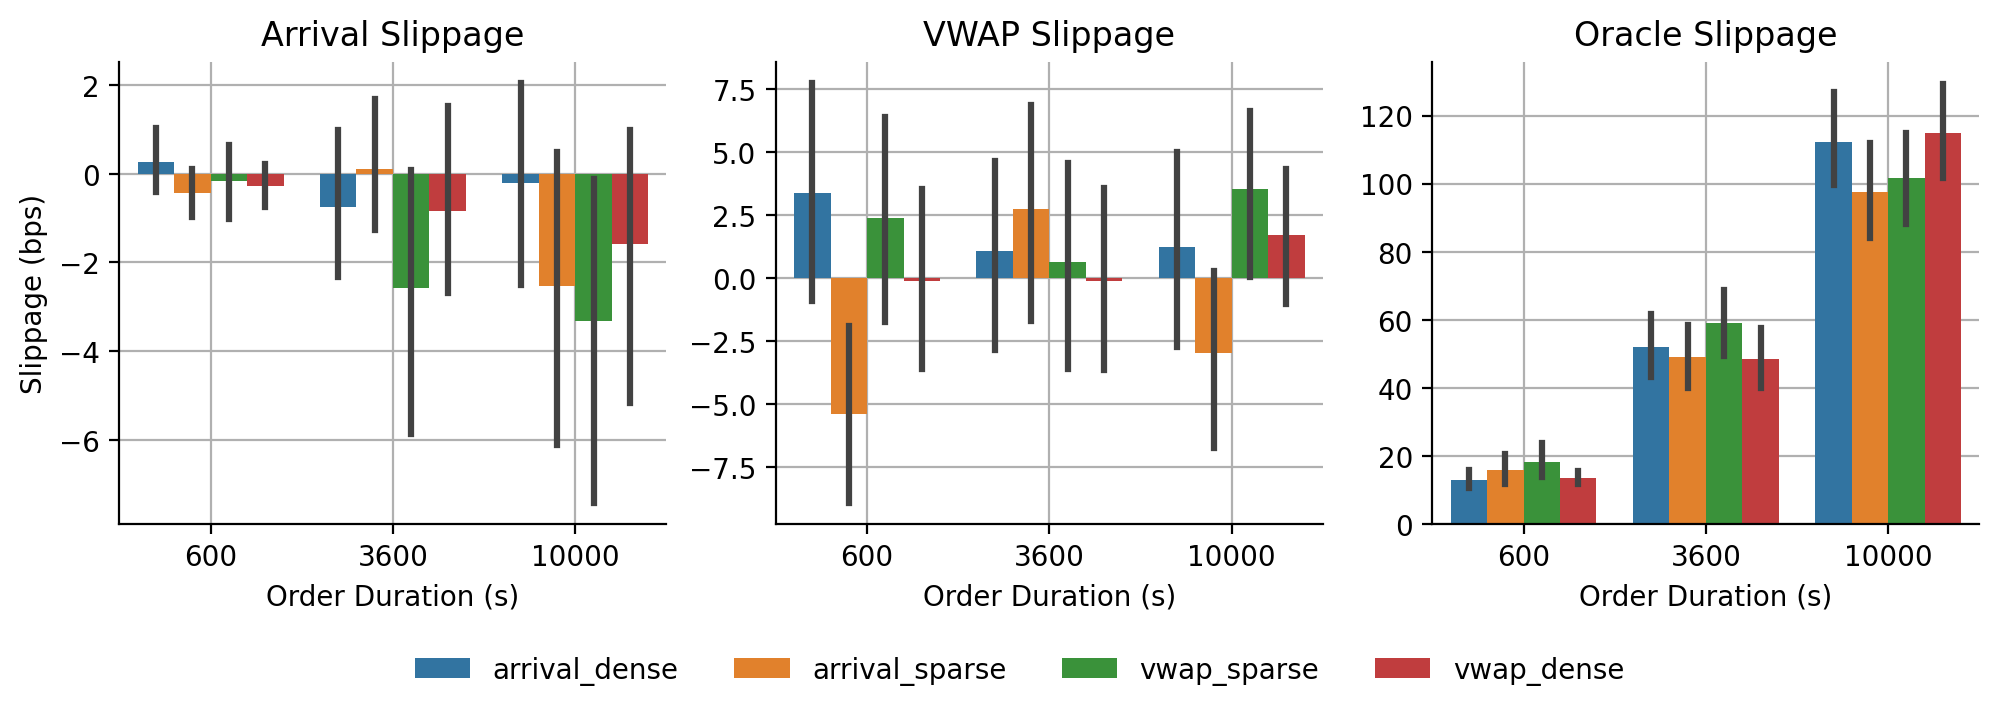 Arrival Slippage
VWAP Slippage
Oracle Slippage
Slippage (bps)
2
0
−2
−4
−6
600
3600
10000
Order Duration (s)
7.5
5.0
2.5
0.0
−2.5
−5.0
−7.5
600
3600
10000
Order Duration (s)
120
100
80
60
40
20
0
600
3600
10000
Order Duration (s)
arrival_dense
arrival_sparse
vwap_sparse
vwap_dense